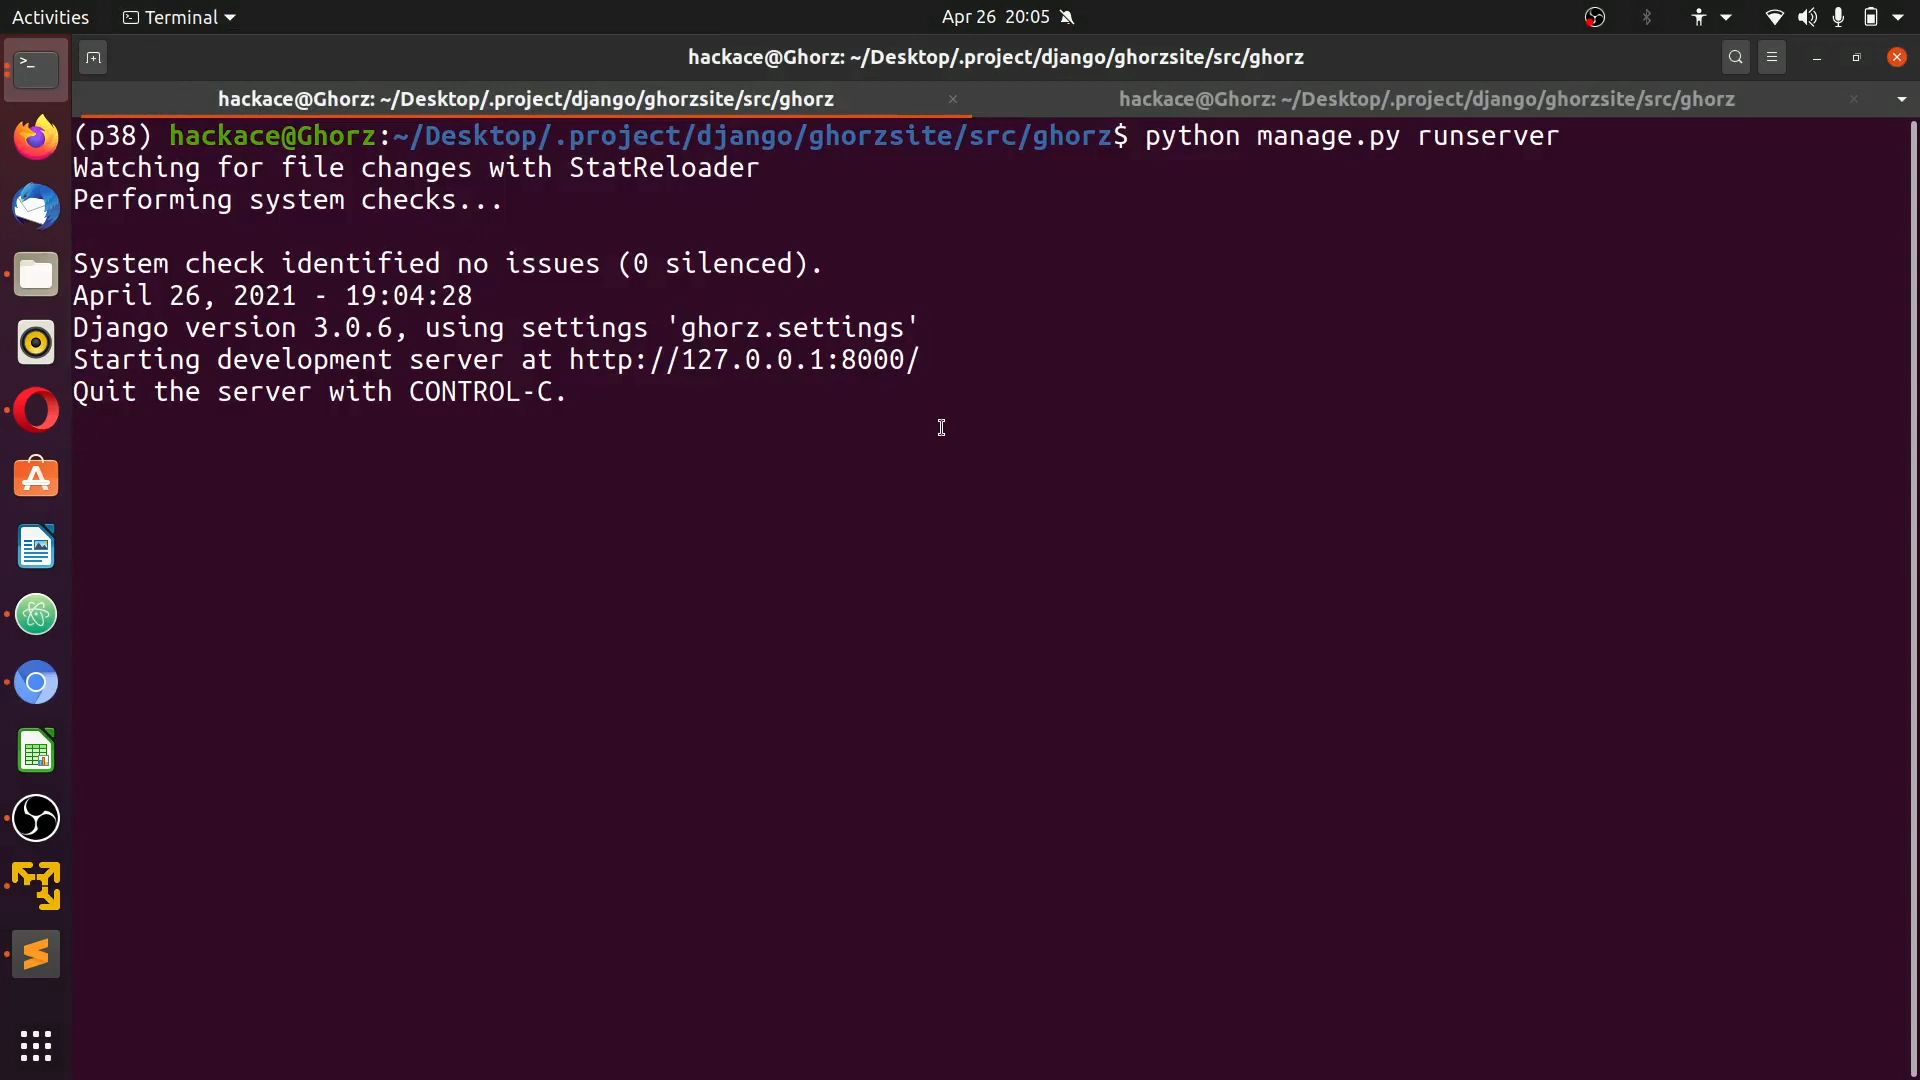 Activities Terminal Apr 26 20:05
hackace@Ghorz: ~/Desktop/.project/django/ghorzsite/src/ghorz
hackace@Ghorz: ~/Desktop/.project/django/ghorzsite/src/ghorz × hackace@Ghorz: ~/Desktop/.project/django/ghorzsite/src/ghorz ×
(p38) hackace@Ghorz:~/Desktop/.project/django/ghorzsite/src/ghorz$ python manage.py runserver
Watching for file changes with StatReloader
Performing system checks...
System check identified no issues (0 silenced).
April 26, 2021 - 19:04:28
Django version 3.0.6, using settings 'ghorz.settings'
Starting development server at http://127.0.0.1:8000/
Quit the server with CONTROL-C.